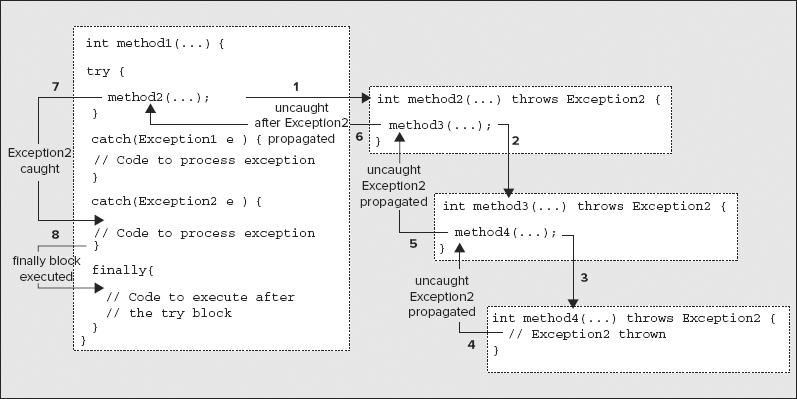 int method1(...) {
try {
7
method2(...);
1
}
uncaught
after Exception2
propagated
6
int method2(...) throws Exception2 {
method3(...);
}
2
catch(Exception1 e ) {
// Code to process exception
}
Exception2
caught
uncaught
Exception2
propagated
catch(Exception2 e ) {
// Code to process exception
}
8
finally block
executed
int method3(...) throws Exception2 {
method4(...);
}
5
3
finally{
// Code to execute after
// the try block
}
}
uncaught
Exception2
propagated
4
int method4(...) throws Exception2 {
// Exception2 thrown
}